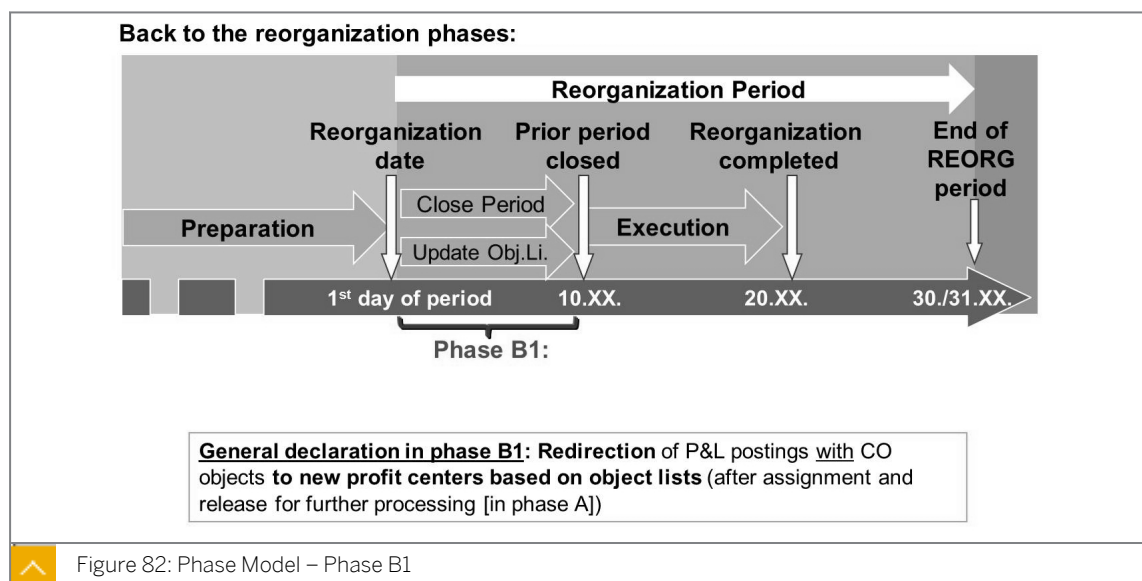 Back to the reorganization phases:
Reorganization Period
Reorganization date
Prior period closed
Reorganization completed
End of REORG period
Preparation
Close Period
Update Obj.Li.
Execution
1st day of period
10.XX.
20.XX.
30./31.XX.
Phase B1:
General declaration in phase B1: Redirection of P&L postings with CO
objects to new profit centers based on object lists (after assignment and
release for further processing [in phase A])
Figure 82: Phase Model – Phase B1